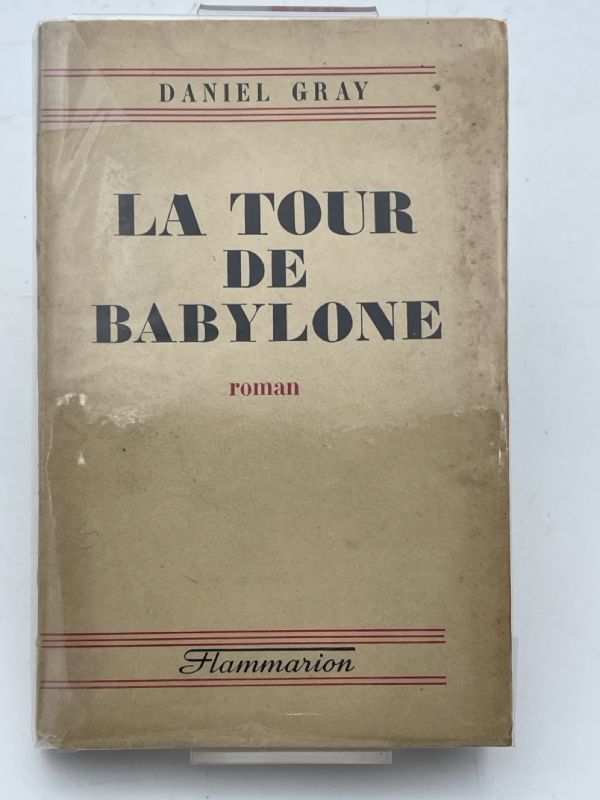 DANIEL GRAY
LA TOUR
DE
BABYLONE
roman
Flammarion